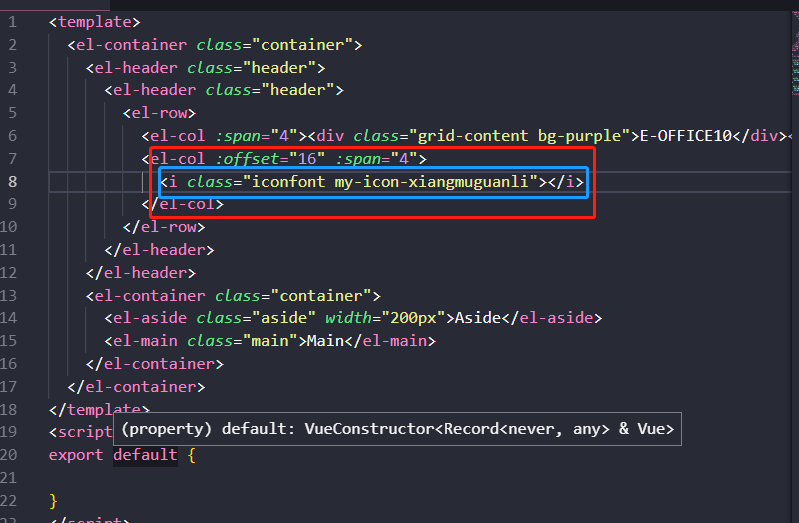 1 <template>
2 <el-container class="container">
3 <el-header class="header">
4 <el-header class="header">
5 <el-row>
6 <el-col :span="4"><div class="grid-content bg-purple">E-OFFICE10</div><
7 <el-col :offset="16" :span="4">
8 <i class="iconfont my-icon-xiangmuguanli"></i>
9 </el-col>
10 </el-row>
11 </el-header>
12 </el-header>
13 <el-container class="container">
14 <el-aside class="aside" width="200px">Aside</el-aside>
15 <el-main class="main">Main</el-main>
16 </el-container>
17 </el-container>
18 </template>
19 <script
(property) default: VueConstructor<Record<never, any> & Vue>
20 export default {
21
22 }
23 </script>